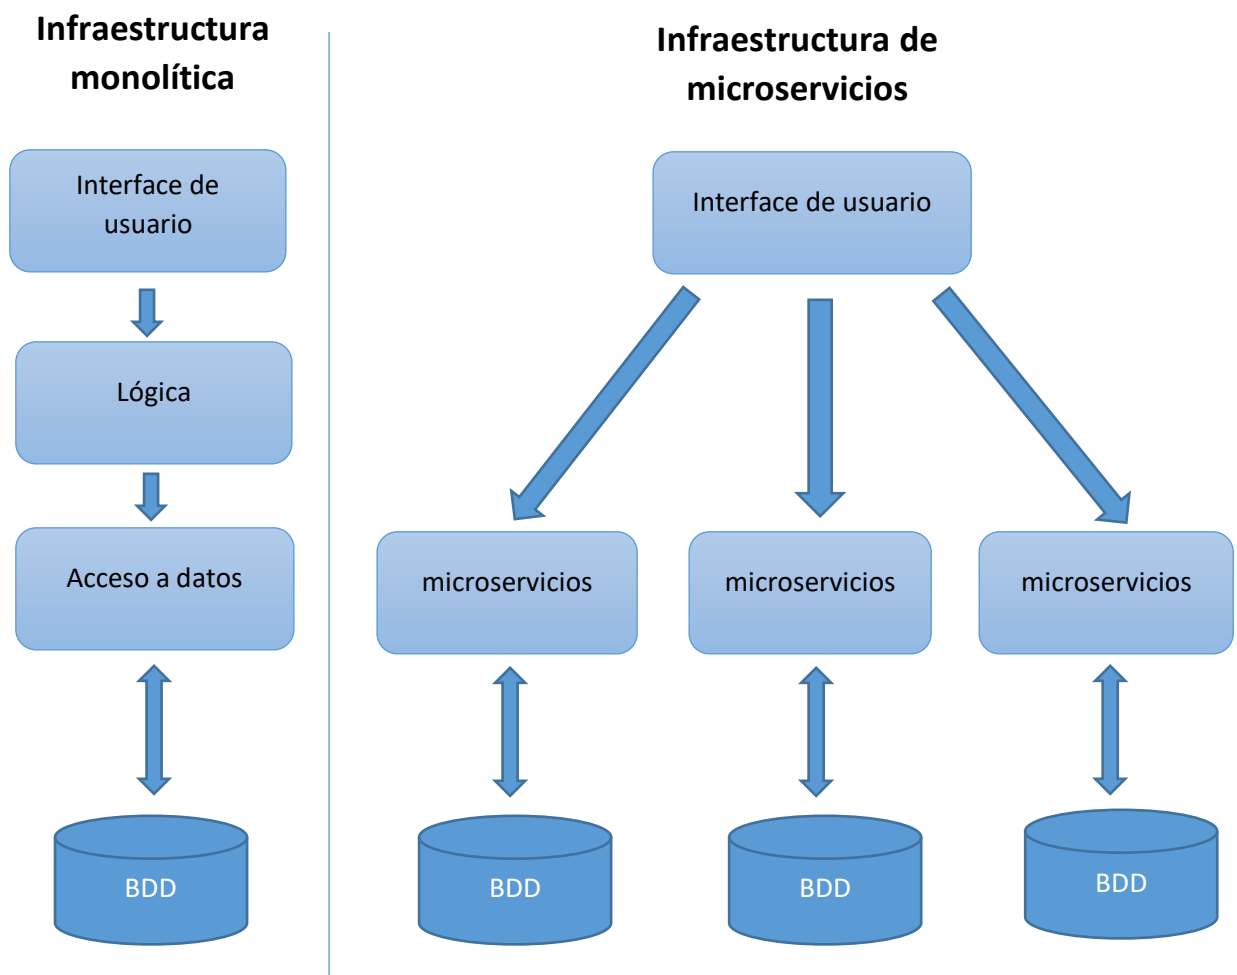 Infraestructura
monolítica
Interface de
usuario
Lógica
Acceso a datos
BDD
Infraestructura de
microservicios
Interface de usuario
microservicios
microservicios
microservicios
BDD
BDD
BDD